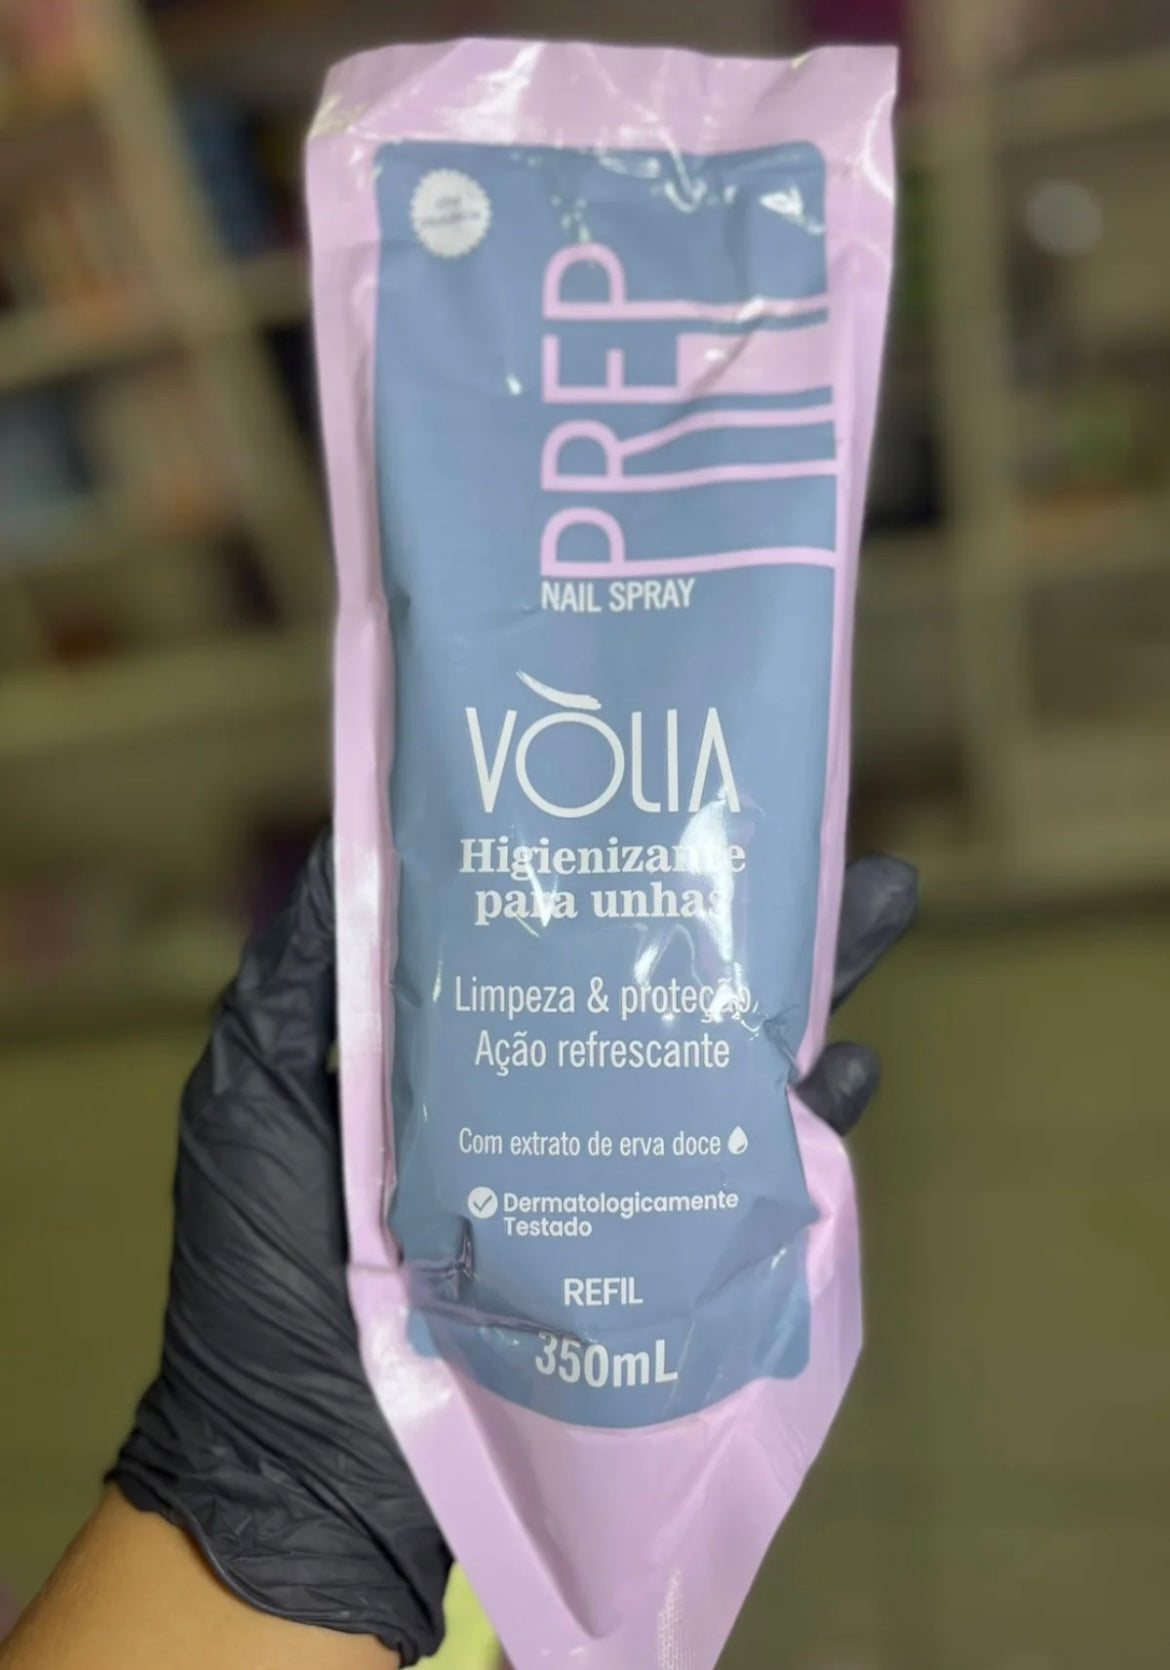 PREP
NAIL SPRAY
VÒLIA
Higienizante
para unhas
Limpeza & proteção
Ação refrescante
Com extrato de erva doce
Dermatologicamente
Testado
REFIL
350mL